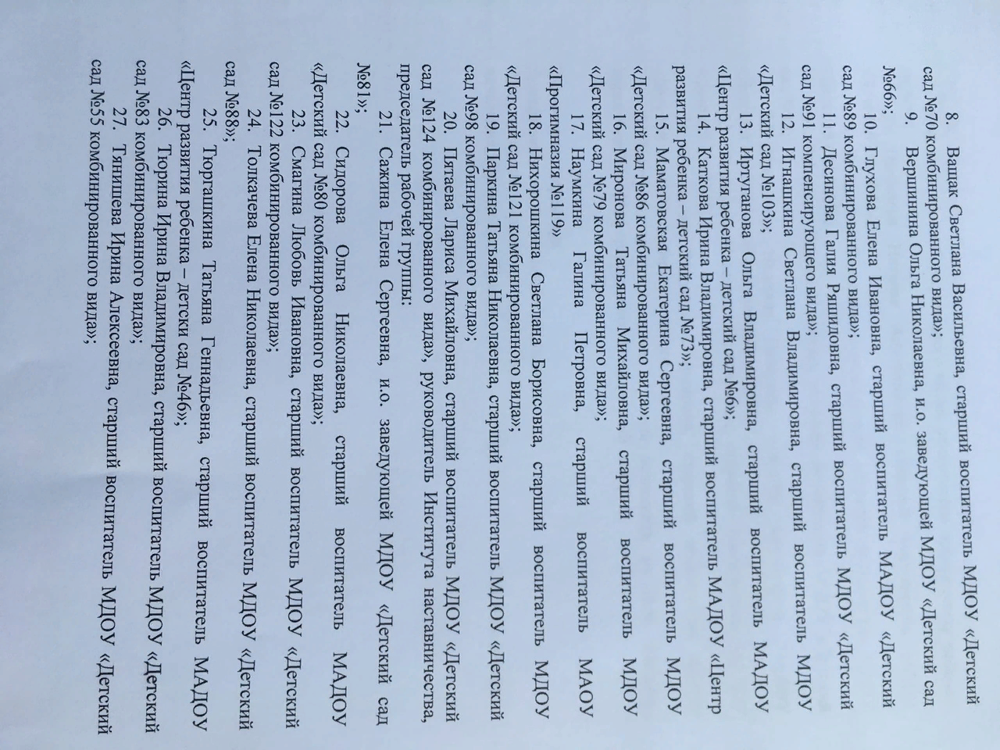 8. Ващак Светлана Васильевна, старший воспитатель МДОУ «Детский
сад №70 комбинированного вида»;
9. Вершинина Ольга Николаевна, и.о. заведующей МДОУ «Детский сад
№66»;
10. Глухова Елена Ивановна, старший воспитатель МАДОУ «Детский
сад №89 комбинированного вида»;
11. Десинова Галия Ряшидовна, старший воспитатель МДОУ «Детский
сад №91 компенсирующего вида»;
12. Игнашкина Светлана Владимировна, старший воспитатель МДОУ
«Детский сад №103»;
13. Иртуганова Ольга Владимировна, старший воспитатель МАДОУ
«Центр развития ребенка – детский сад №6»;
14. Каткова Ирина Владимировна, старший воспитатель МАДОУ «Центр
развития ребенка – детский сад №73»;
15. Маматовская Екатерина Сергеевна, старший воспитатель МДОУ
«Детский сад №86 комбинированного вида»;
16. Миронова Татьяна Михайловна, старший воспитатель МДОУ
«Детский сад №79 комбинированного вида»;
17. Наумкина Галина Петровна, старший воспитатель МАОУ
«Прогимназия №119»
18. Нихорошкина Светлана Борисовна, старший воспитатель МДОУ
«Детский сад №121 комбинированного вида»;
19. Паркина Татьяна Николаевна, старший воспитатель МДОУ «Детский
сад №98 комбинированного вида»;
20. Пятаева Лариса Михайловна, старший воспитатель МДОУ «Детский
сад №124 комбинированного вида», руководитель Института наставничества,
председатель рабочей группы:
21. Сажина Елена Сергеевна, и.о. заведующей МДОУ «Детский сад
№81»;
22. Сидорова Ольга Николаевна, старший воспитатель МАДОУ
«Детский сад №80 комбинированного вида»;
23. Смагина Любовь Ивановна, старший воспитатель МДОУ «Детский
сад №122 комбинированного вида»;
24. Толкачева Елена Николаевна, старший воспитатель МДОУ «Детский
сад №88»;
25. Тюргашкина Татьяна Геннадьевна, старший воспитатель МАДОУ
«Центр развития ребенка – детски сад №46»;
26. Тюрина Ирина Владимировна, старший воспитатель МДОУ «Детский
сад №83 комбинированного вида»;
27. Тянишева Ирина Алексеевна, старший воспитатель МДОУ «Детский
сад №55 комбинированного вида»;